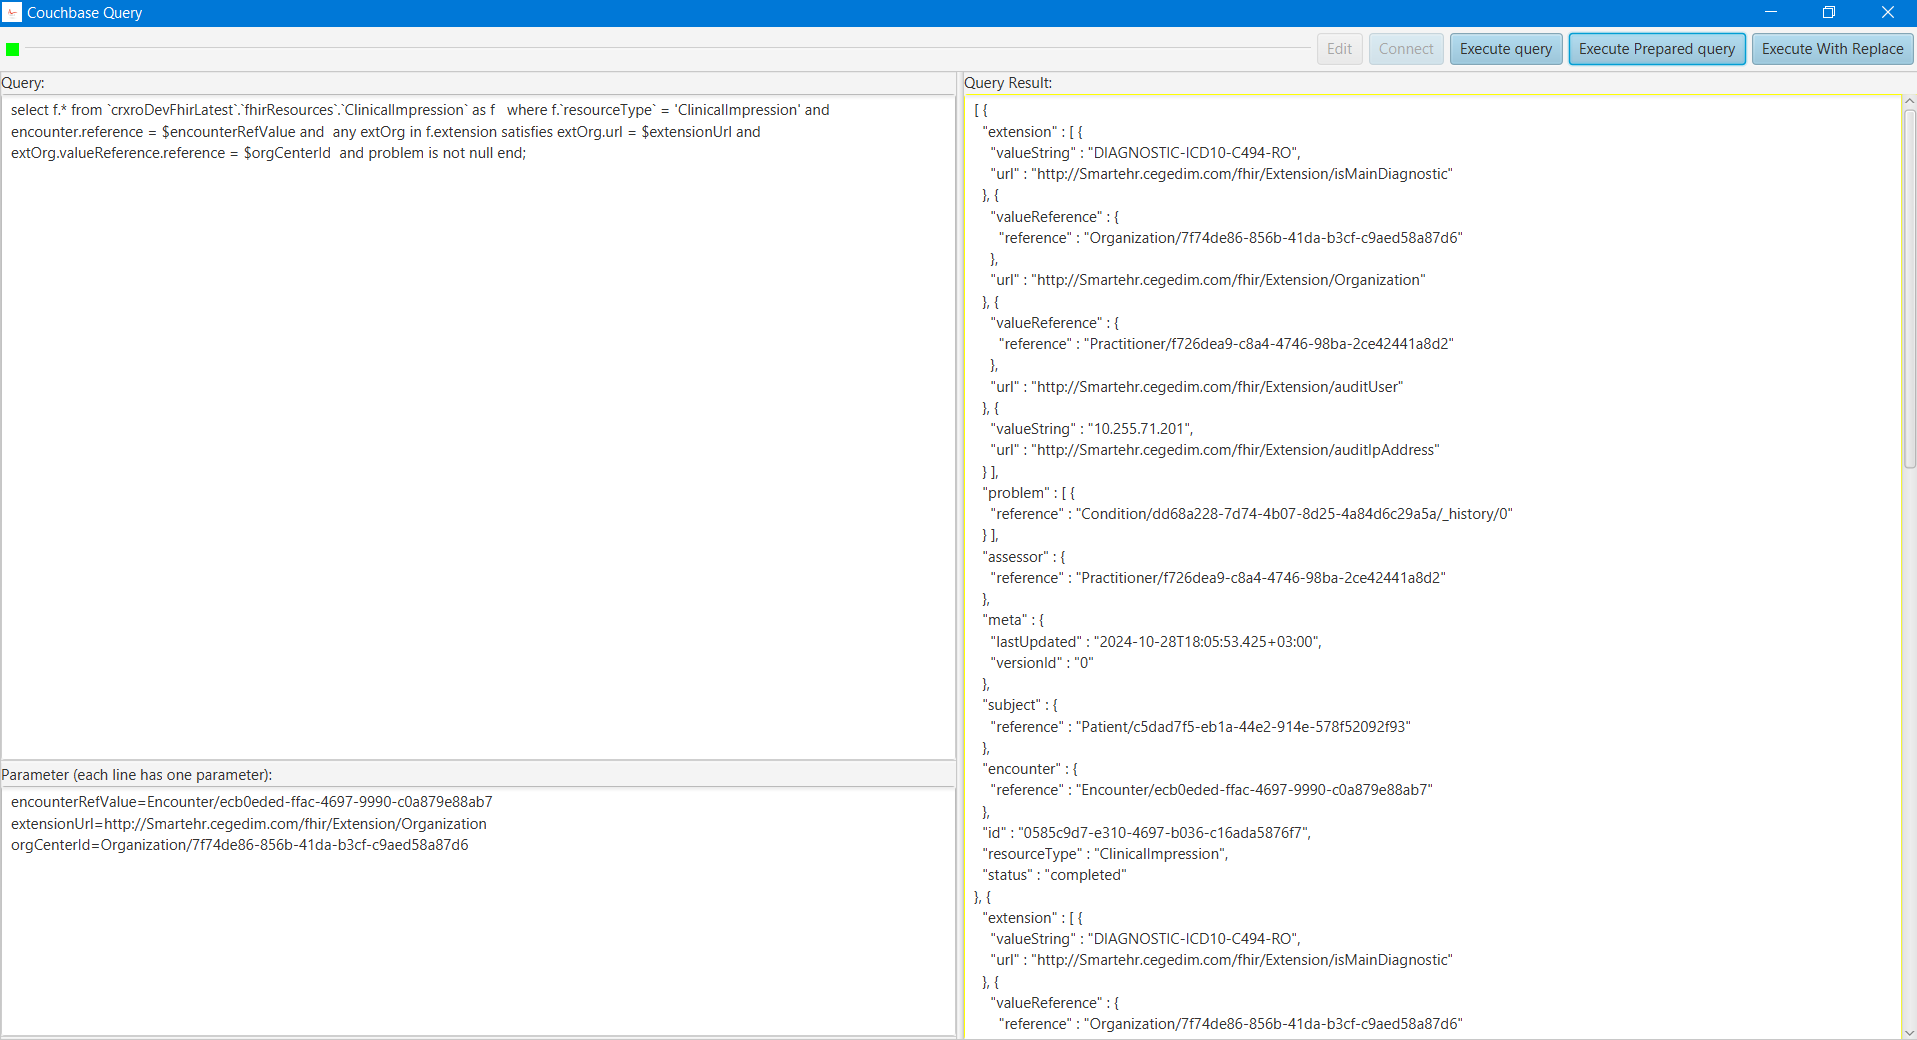 Couchbase Query
Edit
Connect
Execute query
Execute Prepared query
Execute With Replace
Query:
select f.* from `crxroDevFhirLatest`.`fhirResources`.`ClinicalImpression` as f   where f.`resourceType` = 'ClinicalImpression' and
encounter.reference = $encounterRefValue and  any extOrg in f.extension satisfies extOrg.url = $extensionUrl and
extOrg.valueReference.reference = $orgCenterId  and problem is not null end;
Parameter (each line has one parameter):
encounterRefValue=Encounter/ecb0eded-ffac-4697-9990-c0a879e88ab7
extensionUrl=http://Smartehr.cegedim.com/fhir/Extension/Organization
orgCenterId=Organization/7f74de86-856b-41da-b3cf-c9aed58a87d6
Query Result:
[ {
"extension" : [ {
"valueString" : "DIAGNOSTIC-ICD10-C494-RO",
"url" : "http://Smartehr.cegedim.com/fhir/Extension/isMainDiagnostic"
}, {
"valueReference" : {
"reference" : "Organization/7f74de86-856b-41da-b3cf-c9aed58a87d6"
},
"url" : "http://Smartehr.cegedim.com/fhir/Extension/Organization"
}, {
"valueReference" : {
"reference" : "Practitioner/f726dea9-c8a4-4746-98ba-2ce42441a8d2"
},
"url" : "http://Smartehr.cegedim.com/fhir/Extension/auditUser"
}, {
"valueString" : "10.255.71.201",
"url" : "http://Smartehr.cegedim.com/fhir/Extension/auditIpAddress"
} ],
"problem" : [ {
"reference" : "Condition/dd68a228-7d74-4b07-8d25-4a84d6c29a5a/_history/0"
} ],
"assessor" : {
"reference" : "Practitioner/f726dea9-c8a4-4746-98ba-2ce42441a8d2"
},
"meta" : {
"lastUpdated" : "2024-10-28T18:05:53.425+03:00",
"versionId" : "0"
},
"subject" : {
"reference" : "Patient/c5dad7f5-eb1a-44e2-914e-578f52092f93"
},
"encounter" : {
"reference" : "Encounter/ecb0eded-ffac-4697-9990-c0a879e88ab7"
},
"id" : "0585c9d7-e310-4697-b036-c16ada5876f7",
"resourceType" : "ClinicalImpression",
"status" : "completed"
}, {
"extension" : [ {
"valueString" : "DIAGNOSTIC-ICD10-C494-RO",
"url" : "http://Smartehr.cegedim.com/fhir/Extension/isMainDiagnostic"
}, {
"valueReference" : {
"reference" : "Organization/7f74de86-856b-41da-b3cf-c9aed58a87d6"